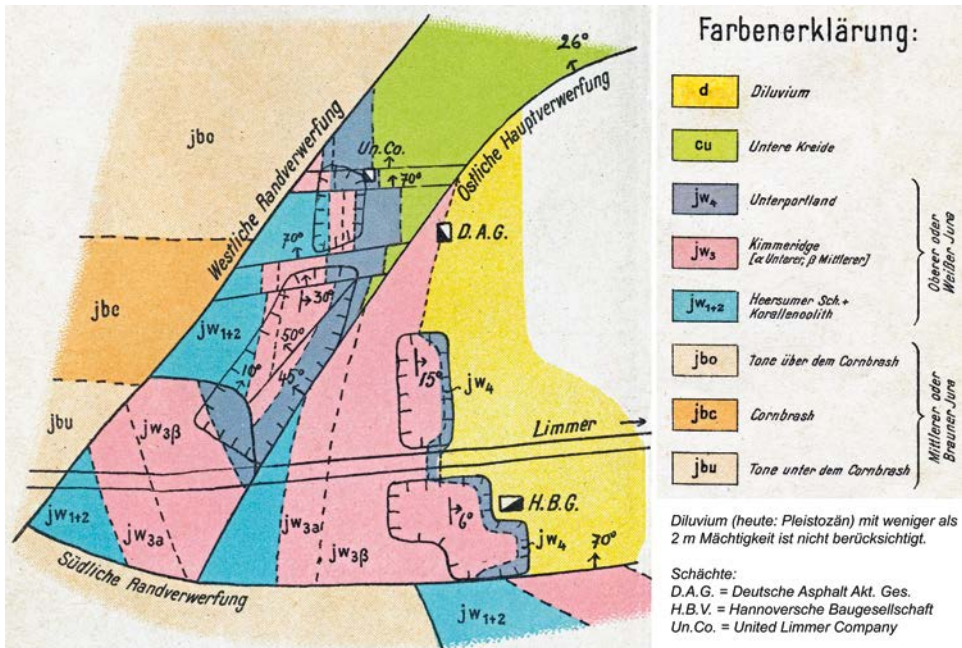 26°
Westliche Randverwerfung
Östliche Hauptverwerfung
jbo
Un.Co.
70°
D.A.G.
70°
jbc
jw1+2
30°
50°
10°
45°
15°
jw4
jbu
jw3β
Limmer
H.B.G.
6°
jw1+2
jw3a
jw3a
jw3β
jw4
70°
Südliche Randverwerfung
jw1+2
Farbenerklärung:
d Diluvium
cu Untere Kreide
jw4 Unterportland
jw3 Kimmeridge
[α Unterer, β Mittlerer]
jw1+2 Heersumer Sch.+
Korallenoolith
Oberer oder
Weißer Jura
jbo Tone über dem Cornbrash
jbc Cornbrash
jbu Tone unter dem Cornbrash
Mittlerer oder
Brauner Jura
Diluvium (heute: Pleistozän) mit weniger als
2 m Mächtigkeit ist nicht berücksichtigt.
Schächte:
D.A.G. = Deutsche Asphalt Akt. Ges.
H.B.V. = Hannoversche Baugesellschaft
Un.Co. = United Limmer Company